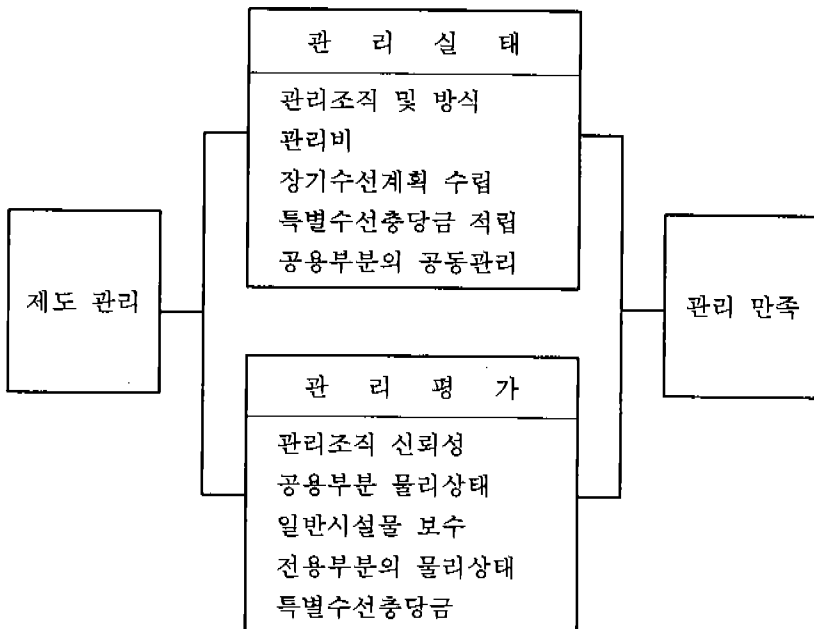 관 리 실 태
관리조직 및 방식
관리비
장기수선계획 수립
특별수선충당금 적립
공용부분의 공동관리
제도 관리
관리 만족
관 리 평 가
관리조직 신뢰성
공용부분 물리상태
일반시설물 보수
전용부분의 물리상태
특별수선충당금